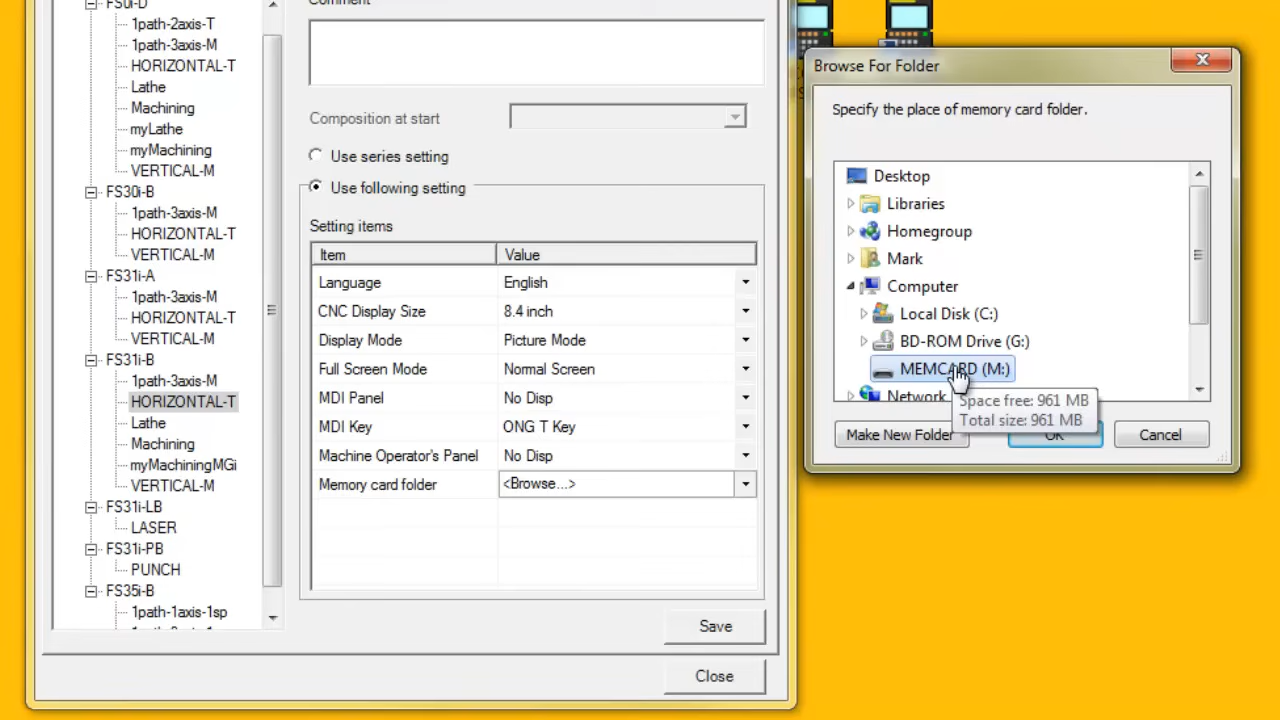 FS0i-D
1path-2axis-T
1path-3axis-M
HORIZONTAL-T
Lathe
Machining
myLathe
myMachining
VERTICAL-M
FS30i-B
1path-3axis-M
HORIZONTAL-T
VERTICAL-M
FS31i-A
1path-3axis-M
HORIZONTAL-T
VERTICAL-M
FS31i-B
1path-3axis-M
HORIZONTAL-T
Lathe
Machining
myMachiningMGi
VERTICAL-M
FS31i-LB
LASER
FS31i-PB
PUNCH
FS35i-B
1path-1axis-1sp
Comment
Composition at start
Use series setting
Use following setting
Setting items
Item Value
Language English
CNC Display Size 8.4 inch
Display Mode Picture Mode
Full Screen Mode Normal Screen
MDI Panel No Disp
MDI Key ONG T Key
Machine Operator's Panel No Disp
Memory card folder <Browse...>
Save
Close
Browse For Folder
Specify the place of memory card folder.
Desktop
Libraries
Homegroup
Mark
Computer
Local Disk (C:)
BD-ROM Drive (G:)
MEMCARD (M:)
Network
Space free: 961 MB
Total size: 961 MB
Make New Folder OK Cancel